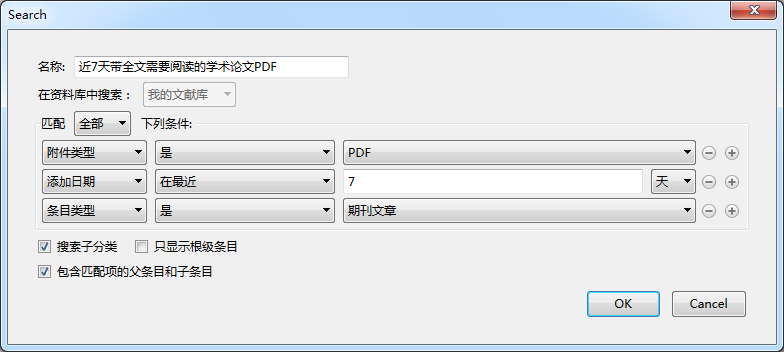 Search
名称: 近7天带全文需要阅读的学术论文PDF
在资料库中搜索： 我的文献库
匹配 全部 下列条件:
附件类型 是 PDF
添加日期 在最近 7 天
条目类型 是 期刊文章
搜索子分类 只显示根级条目
包含匹配项的父条目和子条目
OK Cancel